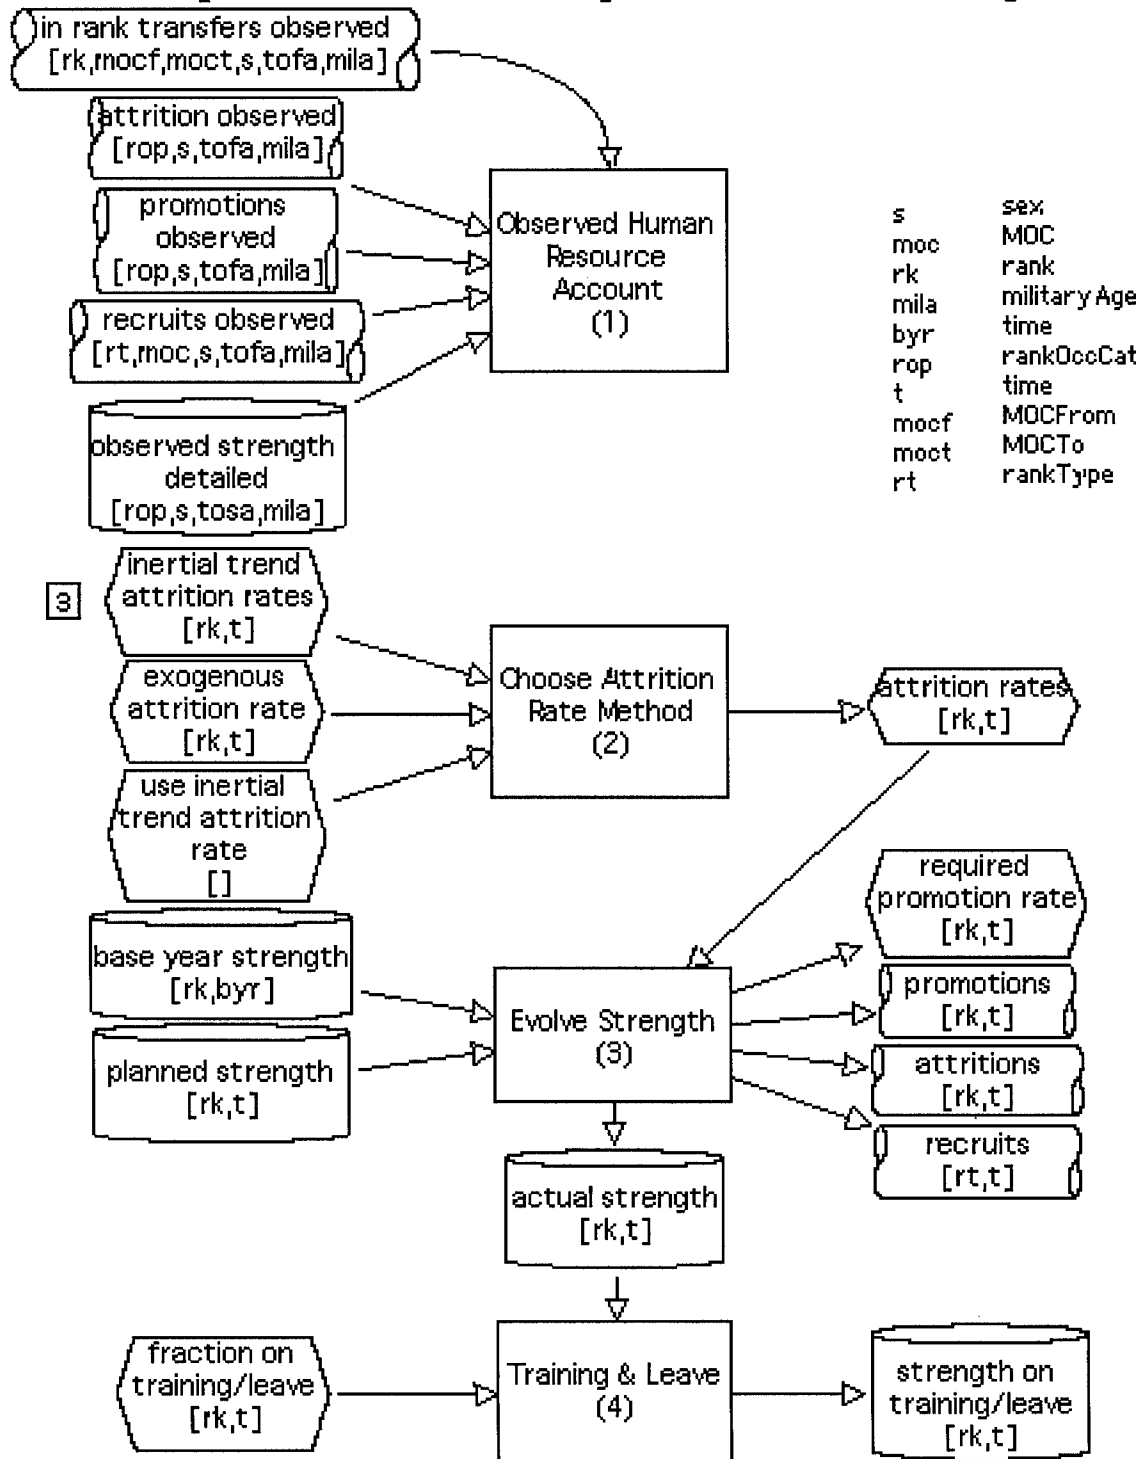 in rank transfers observed
[rk,mocf,moct,s,tofa,mila]
attrition observed
[rop,s,tofa,mila]
promotions
observed
[rop,s,tofa,mila]
recruits observed
[rt,moc,s,tofa,mila]
observed strength
detailed
[rop,s,tosa,mila]
Observed Human
Resource
Account
(1)
s sex
moc MOC
rk rank
mila militaryAge
byr time
rop rankOccCat
t time
mocf MOCFrom
moct MOCTo
rt rankType
3
inertial trend
attrition rates
[rk,t]
exogenous
attrition rate
[rk,t]
use inertial
trend attrition
rate
[]
Choose Attrition
Rate Method
(2)
attrition rates
[rk,t]
base year strength
[rk,byr]
planned strength
[rk,t]
Evolve Strength
(3)
required
promotion rate
[rk,t]
promotions
[rk,t]
attritions
[rk,t]
recruits
[rt,t]
actual strength
[rk,t]
fraction on
training/leave
[rk,t]
Training & Leave
(4)
strength on
training/leave
[rk,t]